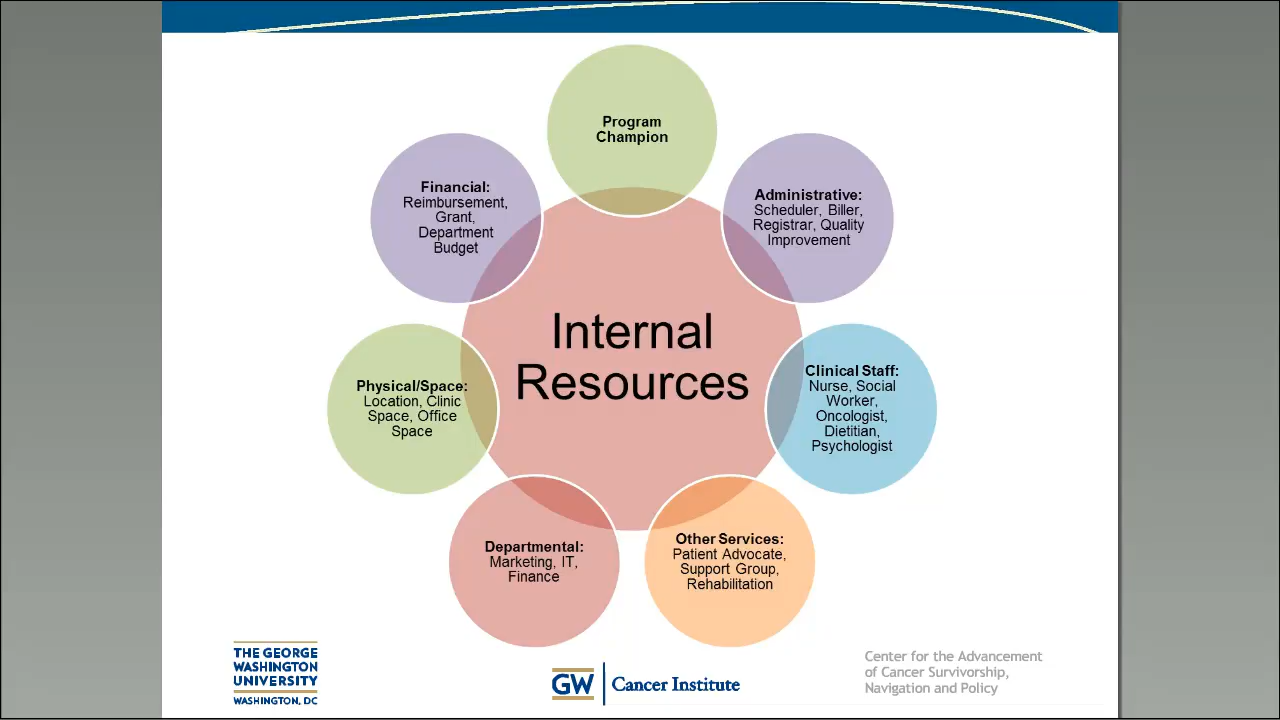 Program
Champion
Administrative:
Scheduler, Biller,
Registrar, Quality
Improvement
Clinical Staff:
Nurse, Social
Worker,
Oncologist,
Dietitian,
Psychologist
Other Services:
Patient Advocate,
Support Group,
Rehabilitation
Departmental:
Marketing, IT,
Finance
Physical/Space:
Location, Clinic
Space, Office
Space
Financial:
Reimbursement,
Grant,
Department
Budget
Internal
Resources
THE GEORGE
WASHINGTON
UNIVERSITY
WASHINGTON, DC
GW Cancer Institute
Center for the Advancement
of Cancer Survivorship,
Navigation and Policy